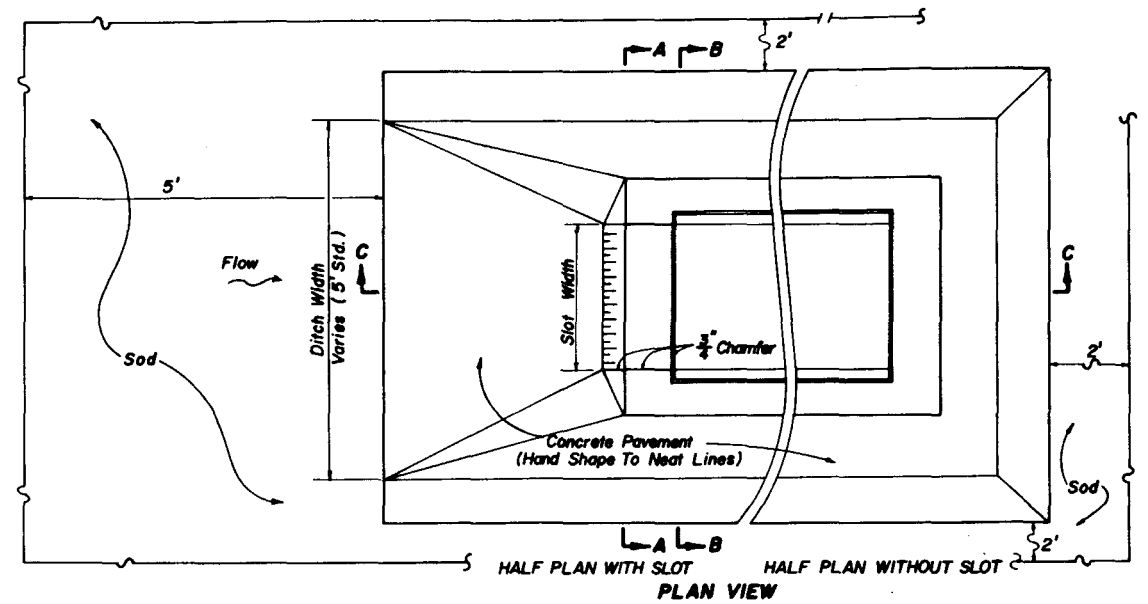 2'
A B
5'
Flow
Ditch Width
Varies (5' Std.)
C
Slot Width
3/4" Chamfer
C
2'
Sod
Concrete Pavement
(Hand Shape To Neat Lines)
Sod
A B
2'
HALF PLAN WITH SLOT
HALF PLAN WITHOUT SLOT
PLAN VIEW